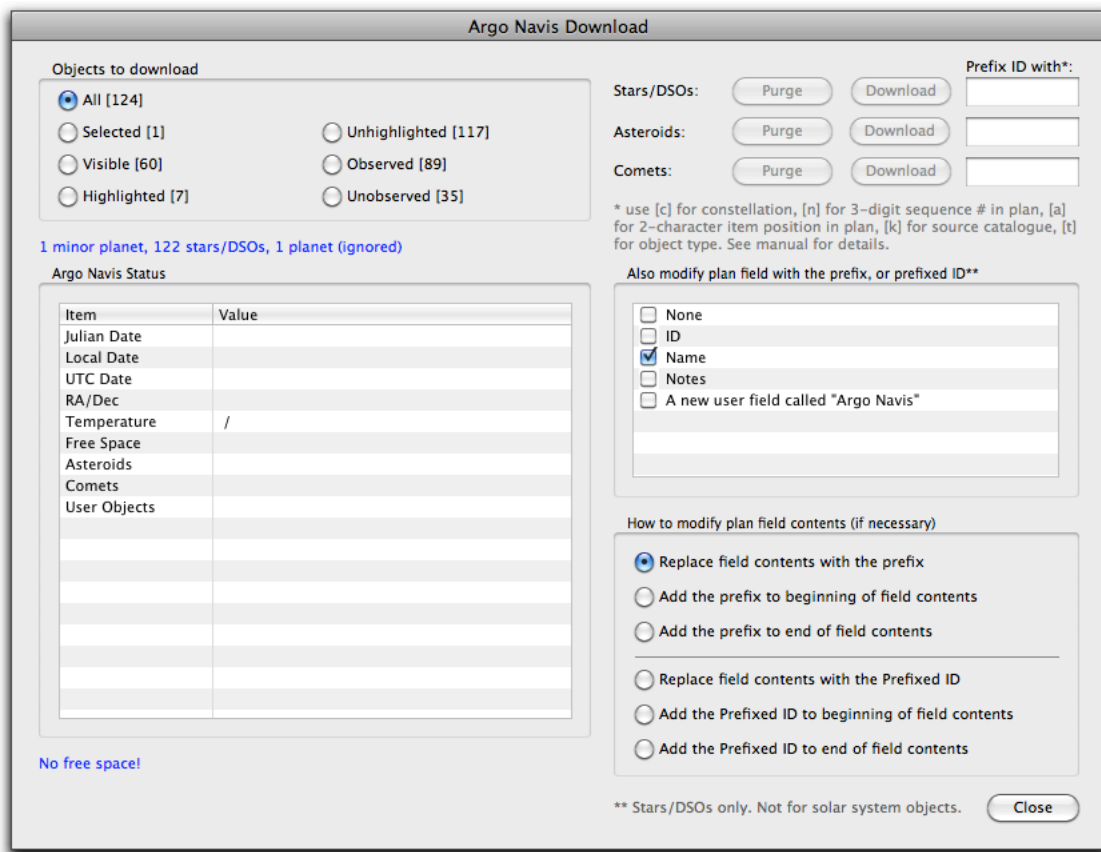 Argo Navis Download
Objects to download
All [124]
Selected [1]
Unhighlighted [117]
Visible [60]
Observed [89]
Highlighted [7]
Unobserved [35]
1 minor planet, 122 stars/DSOs, 1 planet (ignored)
Argo Navis Status
Item Value
Julian Date
Local Date
UTC Date
RA/Dec
Temperature /
Free Space
Asteroids
Comets
User Objects
No free space!
Prefix ID with*:
Stars/DSOs: Purge Download
Asteroids: Purge Download
Comets: Purge Download
* use [c] for constellation, [n] for 3-digit sequence # in plan, [a]
for 2-character item position in plan, [k] for source catalogue, [t]
for object type. See manual for details.
Also modify plan field with the prefix, or prefixed ID**
None
ID
Name
Notes
A new user field called "Argo Navis"
How to modify plan field contents (if necessary)
Replace field contents with the prefix
Add the prefix to beginning of field contents
Add the prefix to end of field contents
Replace field contents with the Prefixed ID
Add the Prefixed ID to beginning of field contents
Add the Prefixed ID to end of field contents
** Stars/DSOs only. Not for solar system objects.
Close